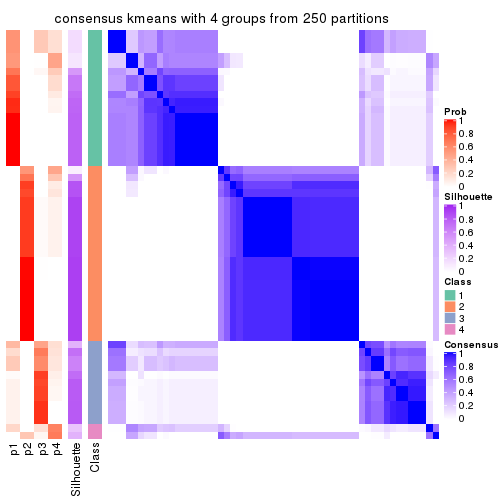 consensus kmeans with 4 groups from 250 partitions
Prob
1
0.8
0.6
0.4
0.2
0
Silhouette
1
0.8
0.6
0.4
0.2
0
Class
1
2
3
4
Consensus
1
0.8
0.6
0.4
0.2
0
p1
p2
p3
p4
Silhouette
Class